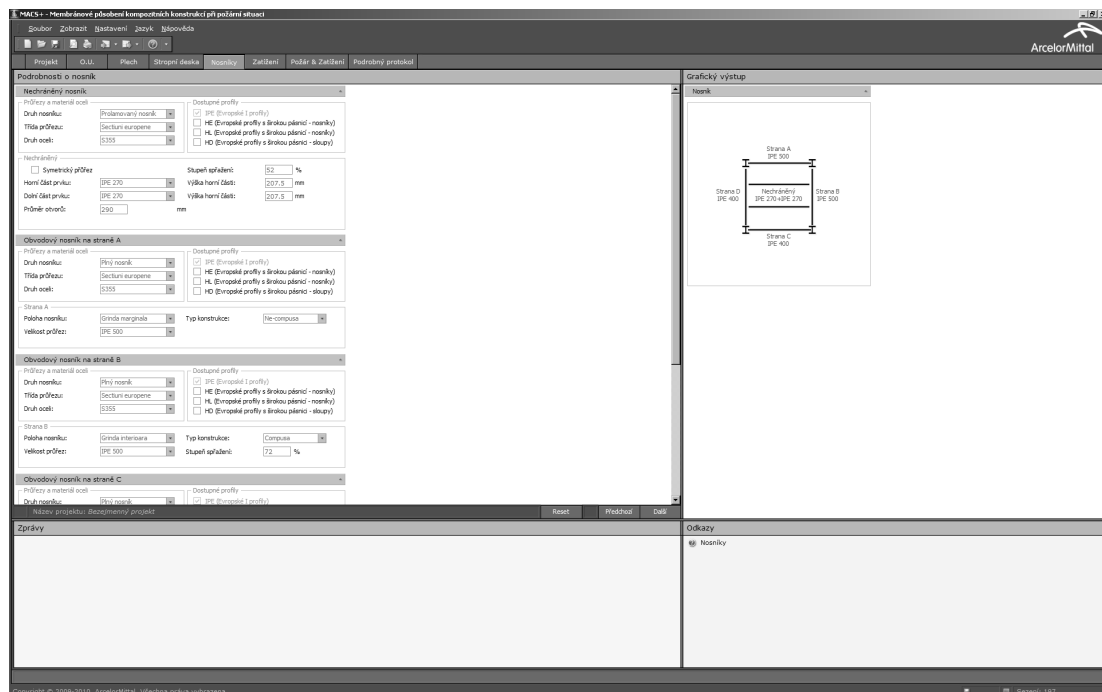 MACS+ - Membránové působení kompozitních konstrukcí při požární situaci
Soubor Zobrazit Nastavení Jazyk Nápověda
ArcelorMittal
Projekt O.U. Plech Stropní deska Nosníky Zatížení Požár & Zatížení Podrobný protokol
Podrobnosti o nosník
Nechráněný nosník
Průřezy a materiál oceli
Druh nosníku: Prolamovaný nosník
Třída průřezu: Sectiuni europene
Druh oceli: S355
Dostupné profily
IPE (Evropské I profily)
HE (Evropské profily s širokou pásnicí - nosníky)
HL (Evropské profily s širokou pásnicí - nosníky)
HD (Evropské profily s širokou pásnicí - sloupy)
Nechráněný
Symetrický příčřez Stupeň spřažení: 52 %
Horní část prvku: IPE 270 Výška horní části: 207.5 mm
Dolní část prvku: IPE 270 Výška horní části: 207.5 mm
Průměr otvorů: 290 mm
Obvodový nosník na straně A
Průřezy a materiál oceli
Druh nosníku: Plný nosník
Třída průřezu: Sectiuni europene
Druh oceli: S355
Dostupné profily
IPE (Evropské I profily)
HE (Evropské profily s širokou pásnicí - nosníky)
HL (Evropské profily s širokou pásnicí - nosníky)
HD (Evropské profily s širokou pásnicí - sloupy)
Strana A
Poloha nosníku: Grinda marginala Typ konstrukce: Ne-compusa
Velikost průřez: IPE 500
Obvodový nosník na straně B
Průřezy a materiál oceli
Druh nosníku: Plný nosník
Třída průřezu: Sectiuni europene
Druh oceli: S355
Dostupné profily
IPE (Evropské I profily)
HE (Evropské profily s širokou pásnicí - nosníky)
HL (Evropské profily s širokou pásnicí - nosníky)
HD (Evropské profily s širokou pásnicí - sloupy)
Strana B
Poloha nosníku: Grinda interioara Typ konstrukce: Compusa
Velikost průřez: IPE 500 Stupeň spřažení: 72 %
Obvodový nosník na straně C
Průřezy a materiál oceli
Druh nosníku: Plný nosník
Dostupné profily
IPE (Evropské I profily)
Název projektu: Bezejmenný projekt Reset Předchozí Další
Grafický výstup
Nosník
Strana A
IPE 500
Strana D
IPE 400
Nechráněný
IPE 270+IPE 270
Strana B
IPE 500
Strana C
IPE 400
Zprávy
Odkazy
Nosníky
Copyright © 2009-2010, ArcelorMittal. Všechna práva vyhrazena. Sezení: 197